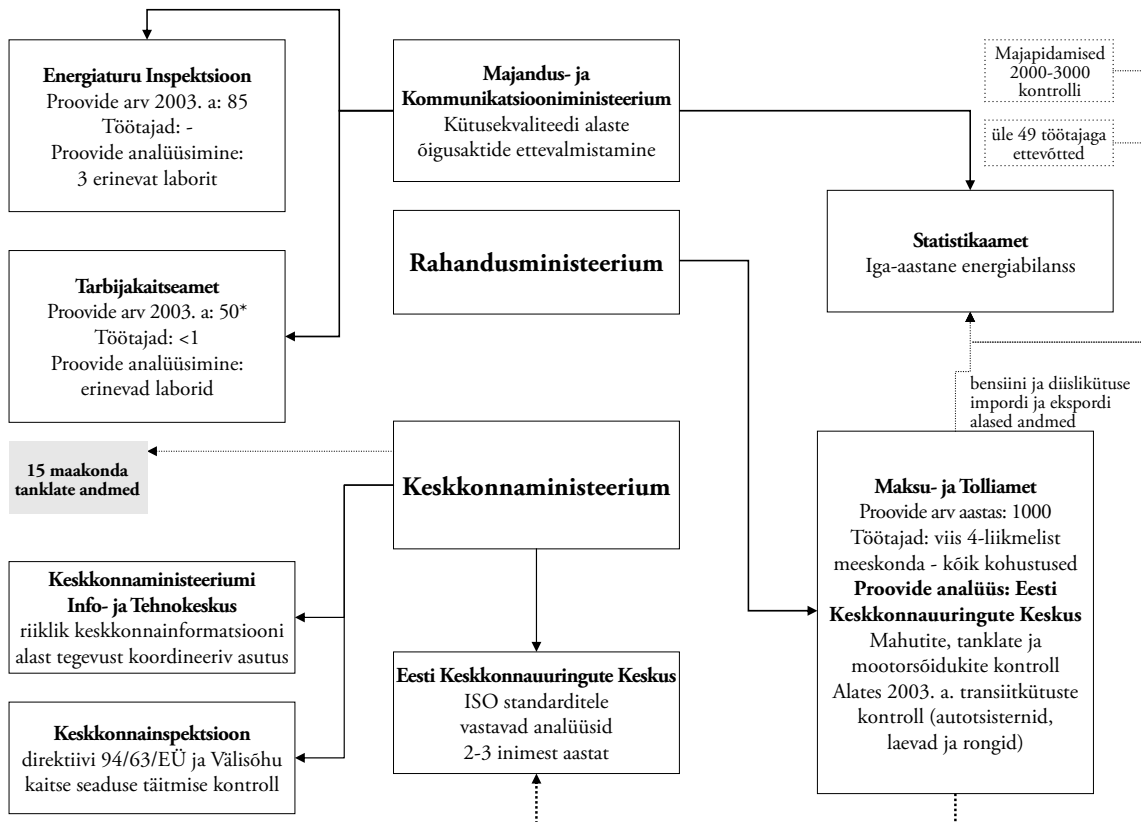 Energiaturu Inspektsioon
Proovide arv 2003. a: 85
Töötajad: -
Proovide analüüsimine:
3 erinevat laborit
Majandus- ja
Kommunikatsiooniministeerium
Kütusekvaliteedi alaste
õigusaktide ettevalmistamine
Majapidamised
2000-3000
kontrolli
üle 49 töötajaga
ettevõtted
Rahandusministeerium
Statistikaamet
Iga-aastane energiabilanss
Tarbijakaitseamet
Proovide arv 2003. a: 50*
Töötajad: <1
Proovide analüüsimine:
erinevad laborid
bensiini ja diislikütuse
impordi ja ekspordi
alased andmed
15 maakonda
tanklate andmed
Keskkonnaministeerium
Maksu- ja Tolliamet
Proovide arv aastas: 1000
Töötajad: viis 4-liikmelist
meeskonda - kõik kohustused
Proovide analüüs: Eesti
Keskkonnauuringute Keskus
Mahutite, tanklate ja
mootorsõidukite kontroll
Alates 2003. a. transiitkütuste
kontroll (autotsisternid,
laevad ja rongid)
Keskkonnaministeeriumi
Info- ja Tehnokeskus
riiklik keskkonnainformatsiooni
alast tegevust koordineeriv asutus
Eesti Keskkonnauuringute Keskus
ISO standarditele
vastavad analüüsid
2-3 inimest aastat
Keskkonnainspektsioon
direktiivi 94/63/EÜ ja Välisõhu
kaitse seaduse täitmise kontroll